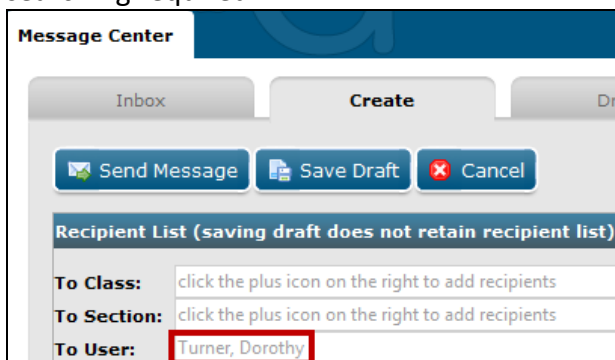 Message Center
Inbox Create Dr
Send Message Save Draft Cancel
Recipient List (saving draft does not retain recipient list)
To Class: click the plus icon on the right to add recipients
To Section: click the plus icon on the right to add recipients
To User: Turner, Dorothy